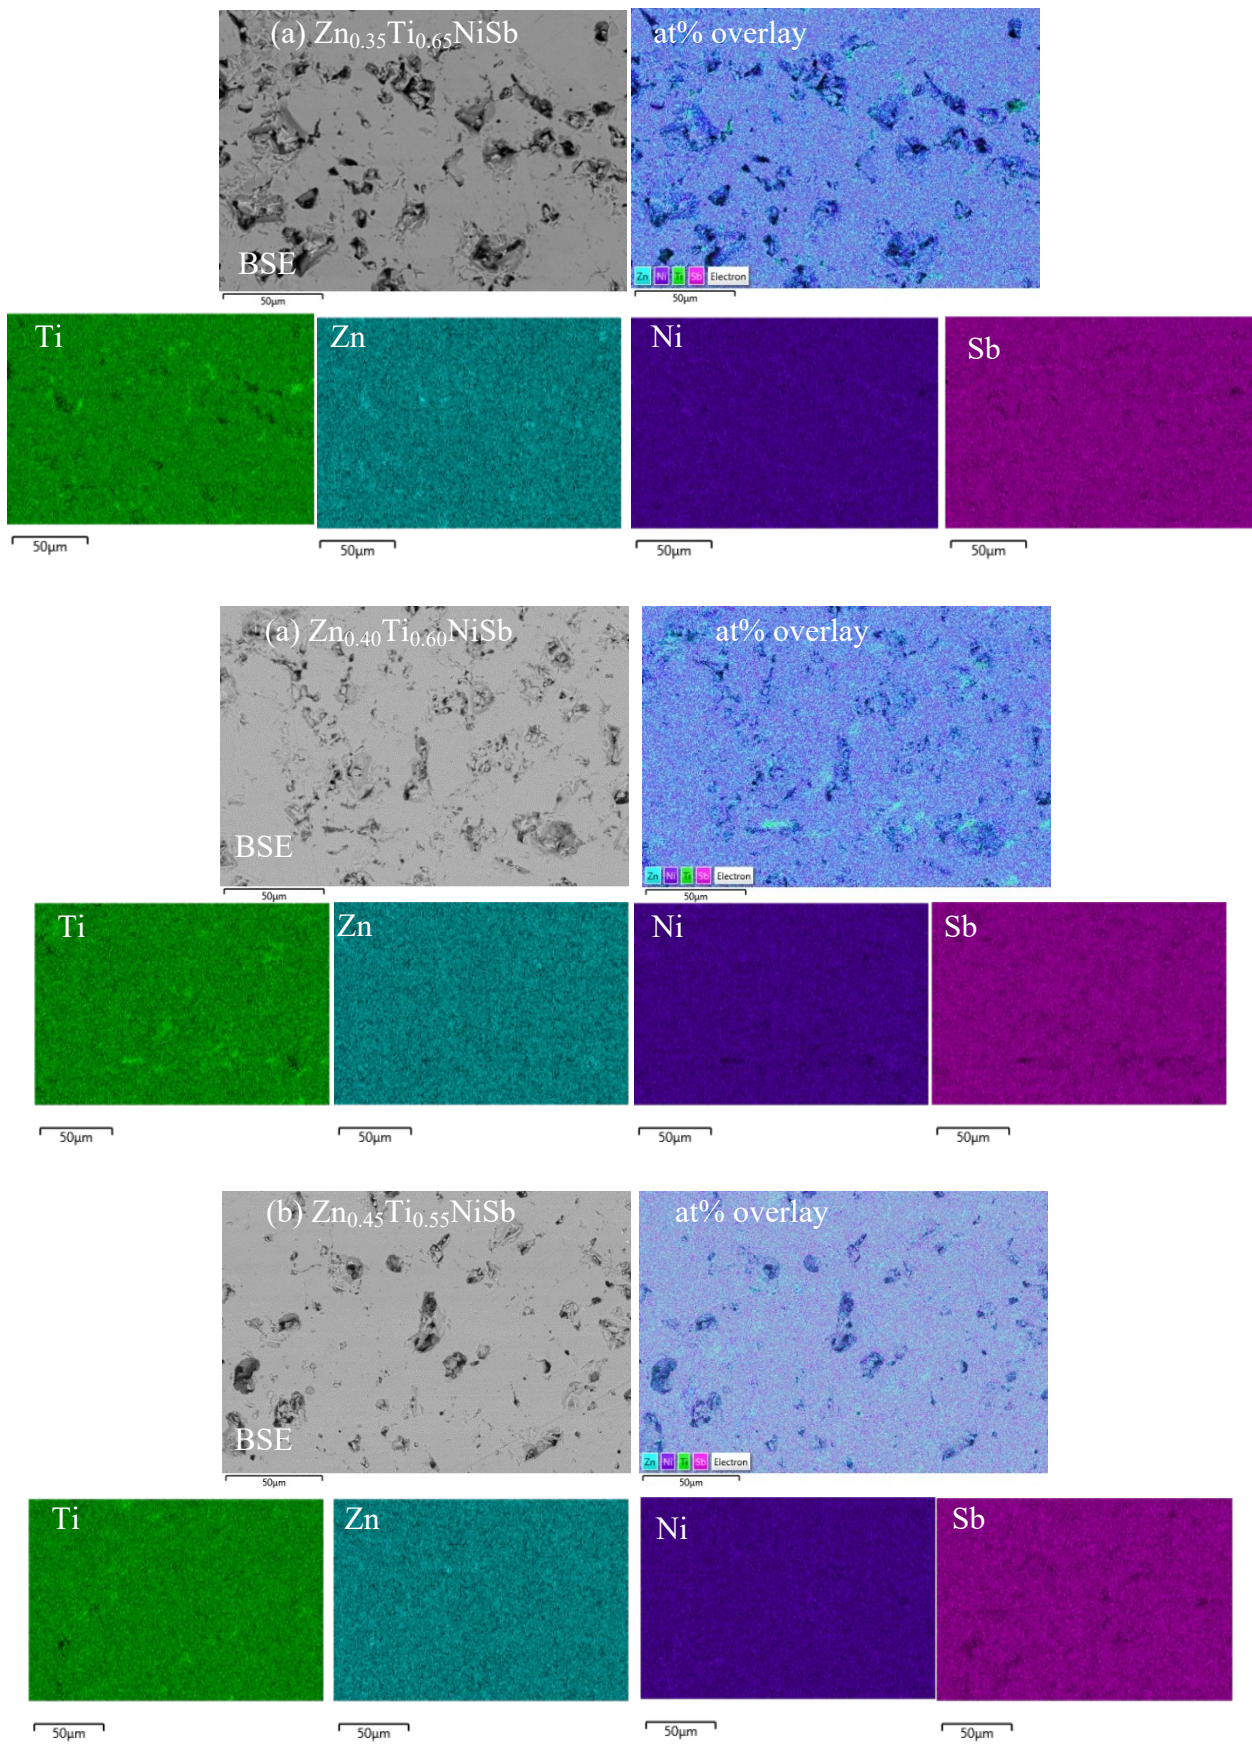 (a) Zn0.35Ti0.65NiSb
at% overlay
BSE
Zn Ni Ti Sb Electron
50µm
50µm
Ti
Zn
Ni
Sb
50µm
50µm
50µm
50µm
(a) Zn0.40Ti0.60NiSb
at% overlay
BSE
Zn Ni Ti Sb Electron
50µm
50µm
Ti
Zn
Ni
Sb
50µm
50µm
50µm
50µm
(b) Zn0.45Ti0.55NiSb
at% overlay
BSE
Zn Ni Ti Sb Electron
50µm
50µm
Ti
Zn
Ni
Sb
50µm
50µm
50µm
50µm